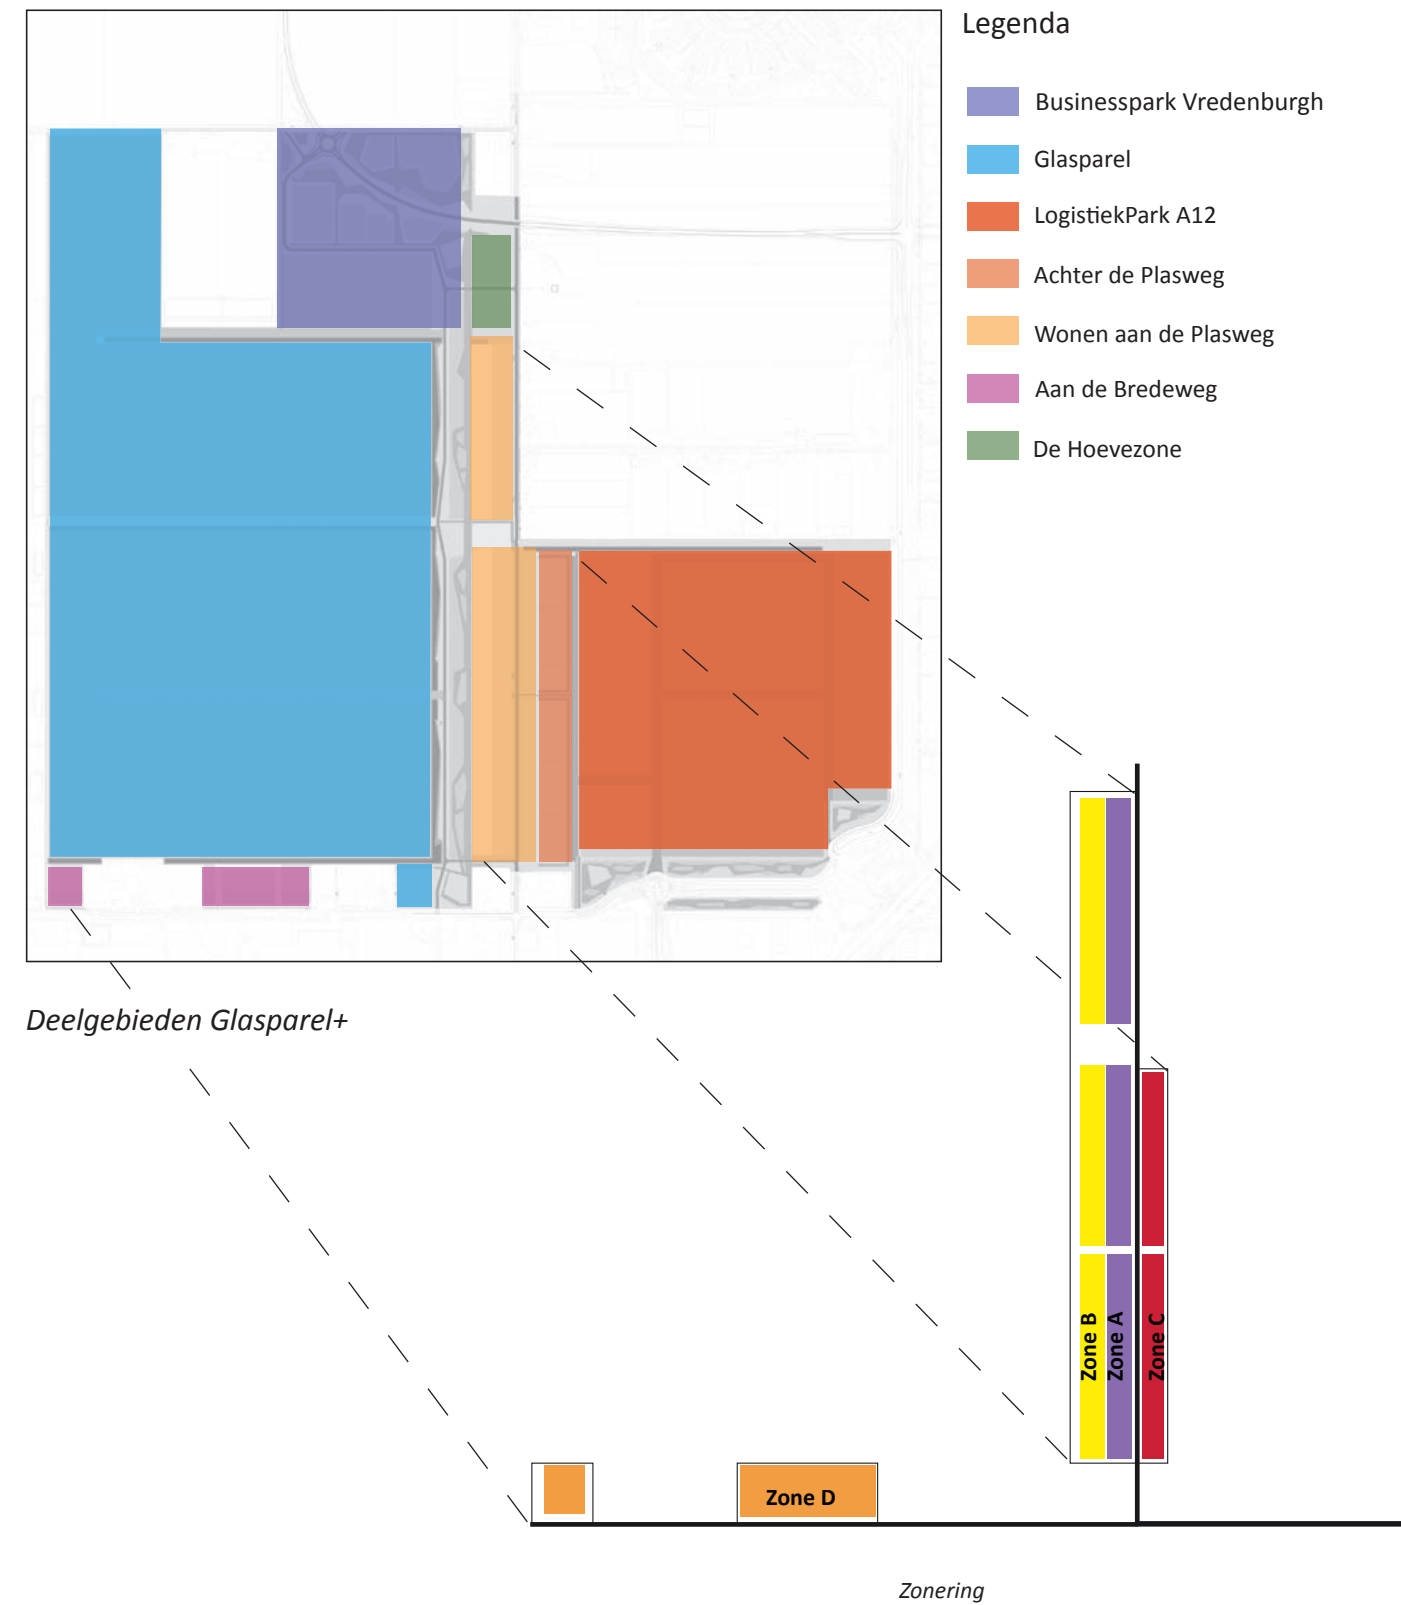 Legenda
Businesspark Vredenburgh
Glasparel
LogistiekPark A12
Achter de Plasweg
Wonen aan de Plasweg
Aan de Bredeweg
De Hoevezone
Deelgebieden Glasparel+
Zone B
Zone A
Zone C
Zone D
Zonering